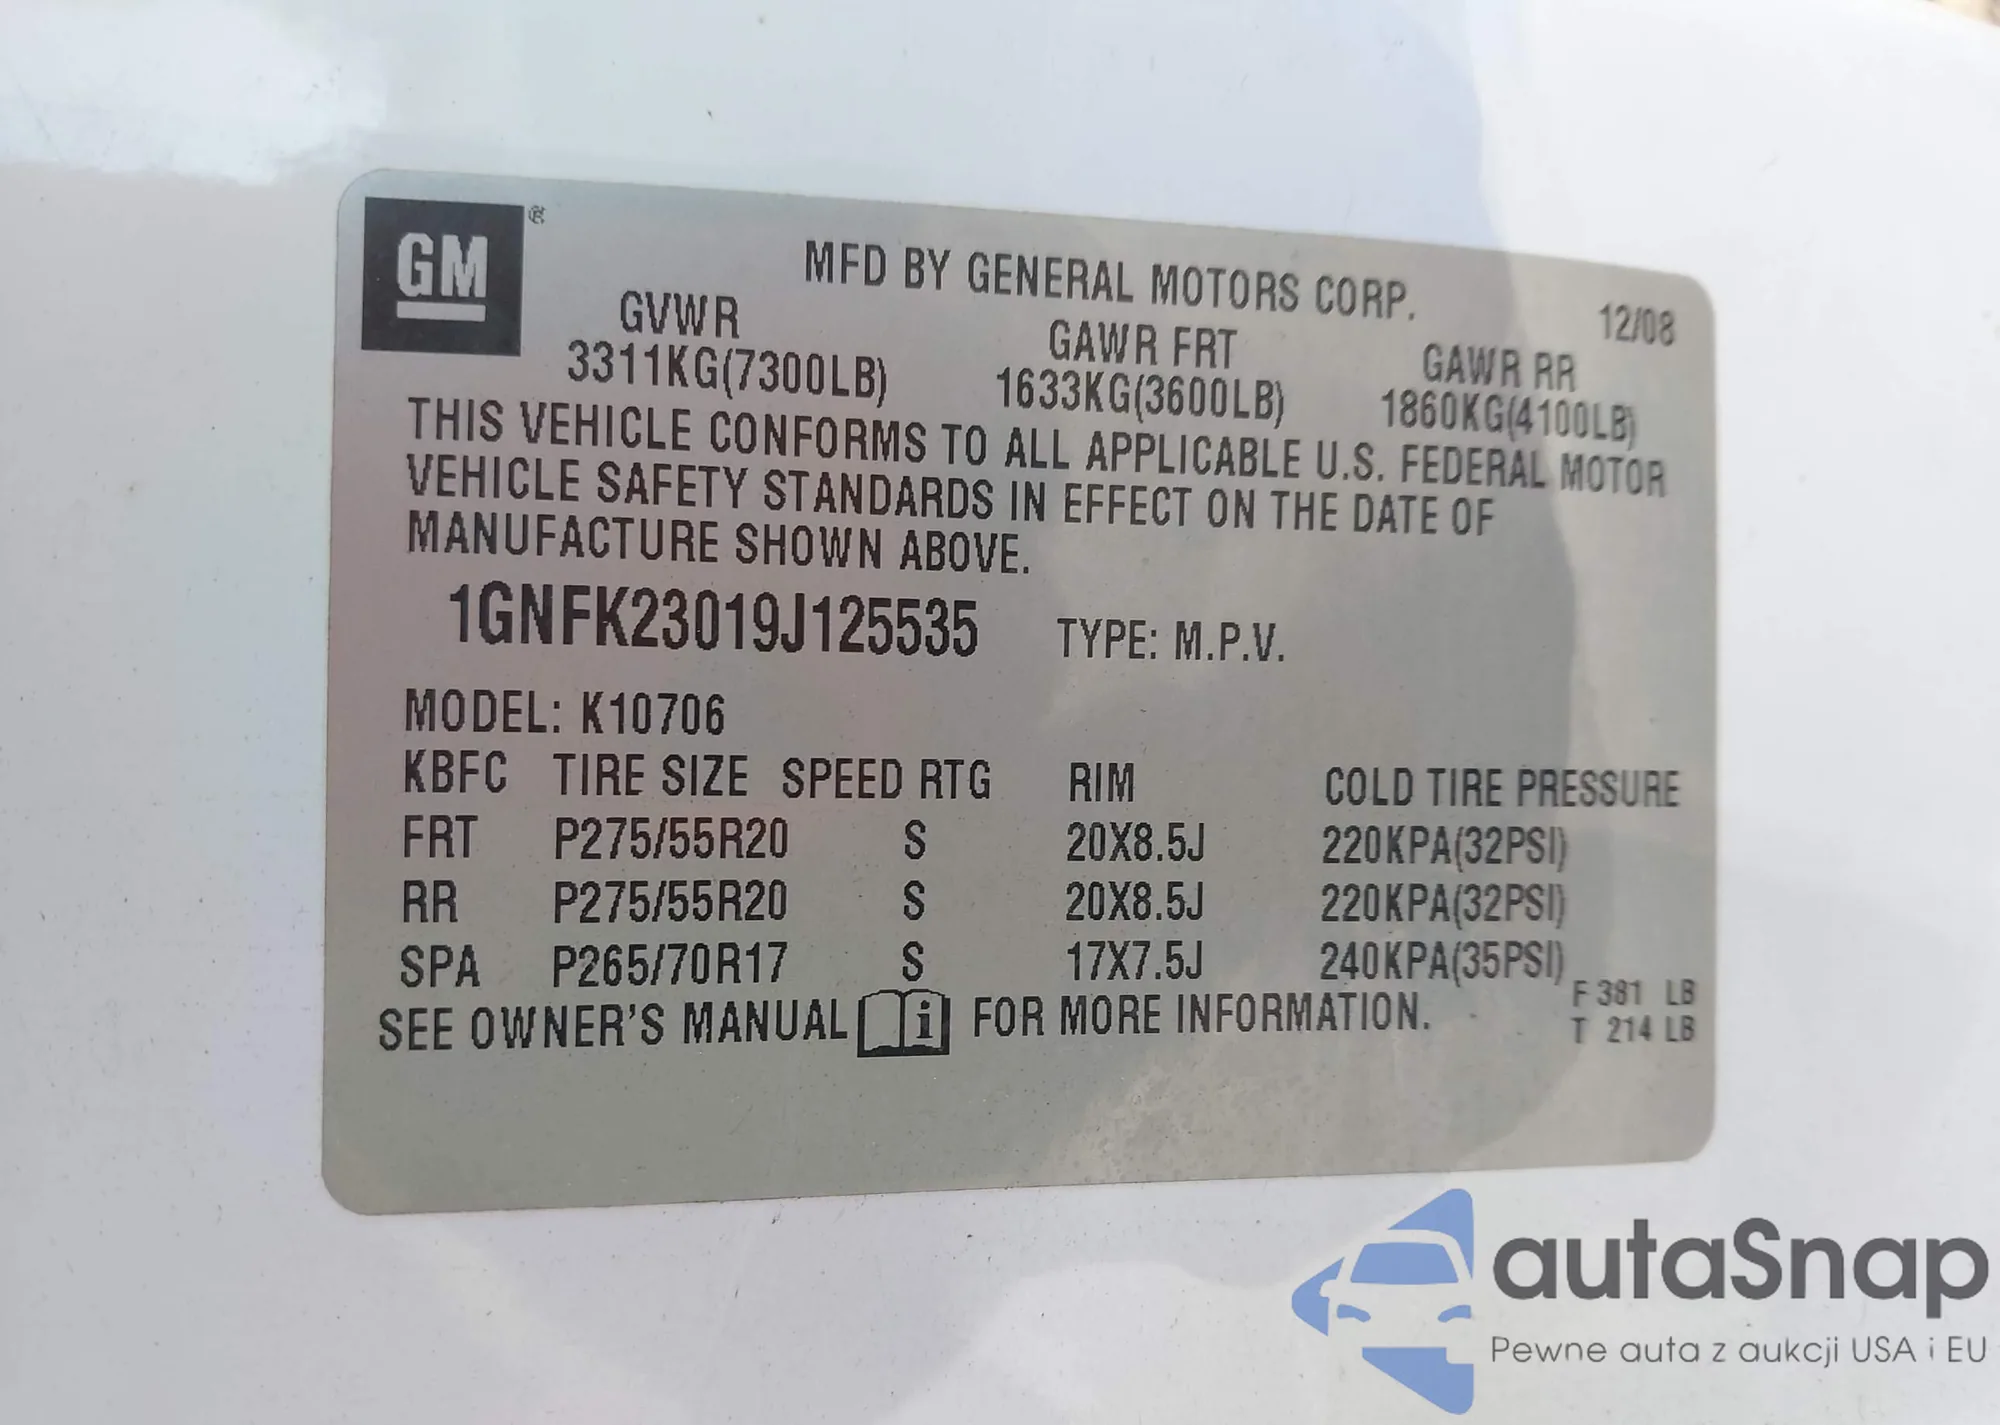 GM ®
MFD BY GENERAL MOTORS CORP.
12/08
GVWR GAWR FRT GAWR RR
3311KG(7300LB) 1633KG(3600LB) 1860KG(4100LB)
THIS VEHICLE CONFORMS TO ALL APPLICABLE U.S. FEDERAL MOTOR
VEHICLE SAFETY STANDARDS IN EFFECT ON THE DATE OF
MANUFACTURE SHOWN ABOVE.
1GNFK23019J125535 TYPE: M.P.V.
MODEL: K10706
KBFC TIRE SIZE SPEED RTG RIM COLD TIRE PRESSURE
FRT P275/55R20 S 20X8.5J 220KPA(32PSI)
RR P275/55R20 S 20X8.5J 220KPA(32PSI)
SPA P265/70R17 S 17X7.5J 240KPA(35PSI)
F 381 LB
SEE OWNER'S MANUAL i FOR MORE INFORMATION.
T 214 LB
autaSnap
Pewne auta z aukcji USA i EU